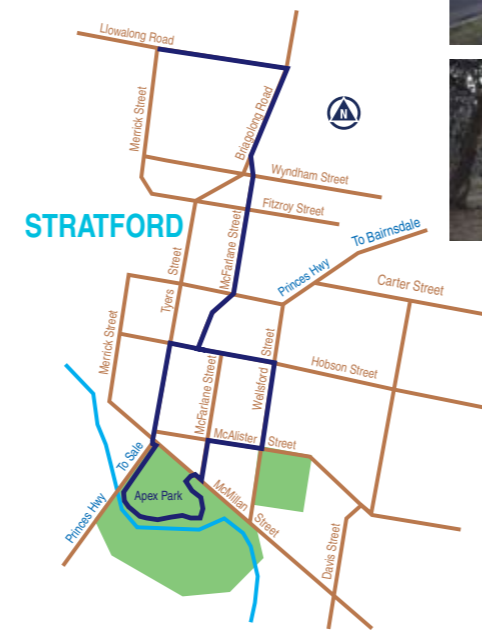 Llowalong Road
Merrick Street
Briagolong Road
N
Wyndham Street
Fitzroy Street
STRATFORD
To Bairnsdale
Princes Hwy
McFarlane Street
Tyers Street
Carter Street
Merrick Street
McFarlane Street
Wellsford Street
Hobson Street
McAlister Street
To Sale
Princes Hwy
Apex Park
McMillan Street
Davis Street